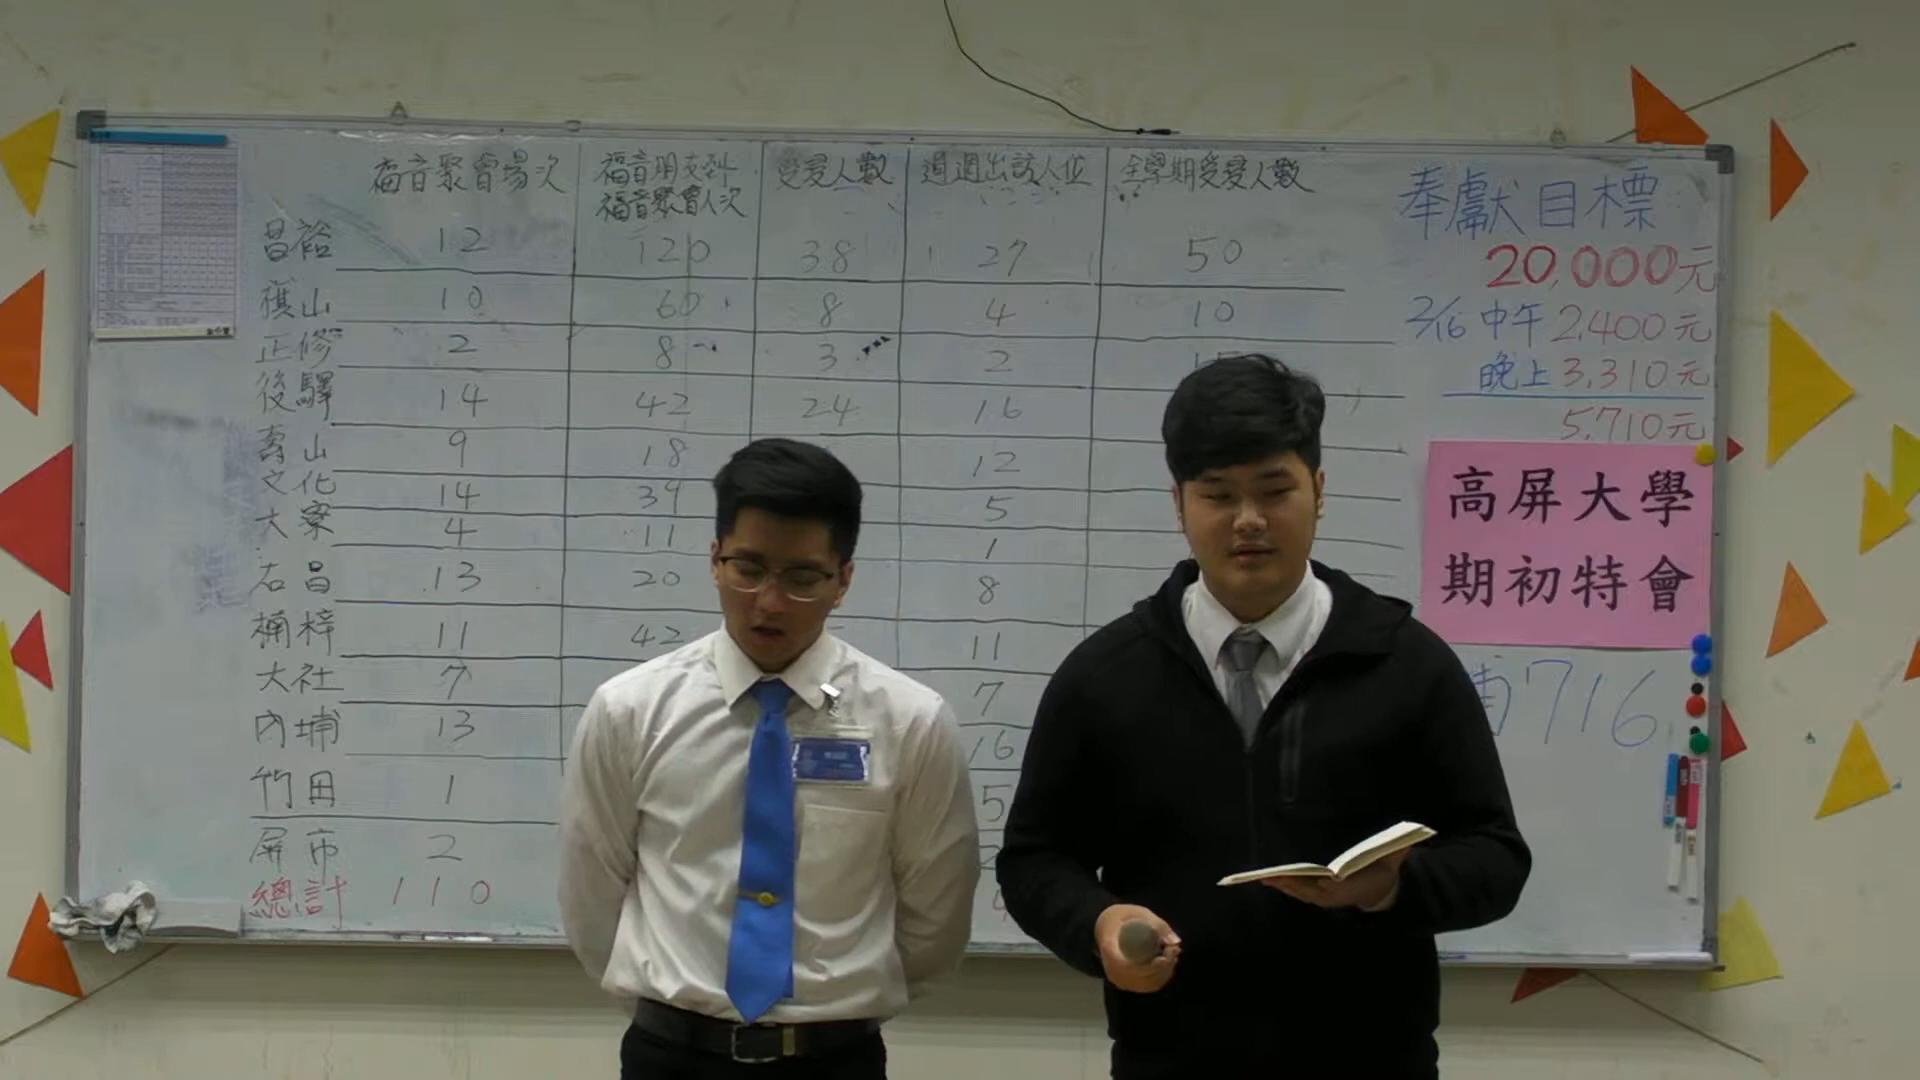 福音聚會場次 福音朋友到 受浸人數 週週出訪人位 全學期受浸人數
福音聚會人次
昌裕 12 120 38 27 50
旗山 10 60 8 4 10
正修 2 8 3 2
後驛 14 42 24 16
壽山 9 18 12
文化 14 39 5
大寮 4 11 1
右昌 13 20 8
楠梓 11 42 11
大社 7 7
內埔 13 16
竹田 1 5
屏市 2
總計 110
奉獻目標
20,000元
2/16 中午 2,400元
晚上 3,310元
5,710元
高屏大學
期初特會
716